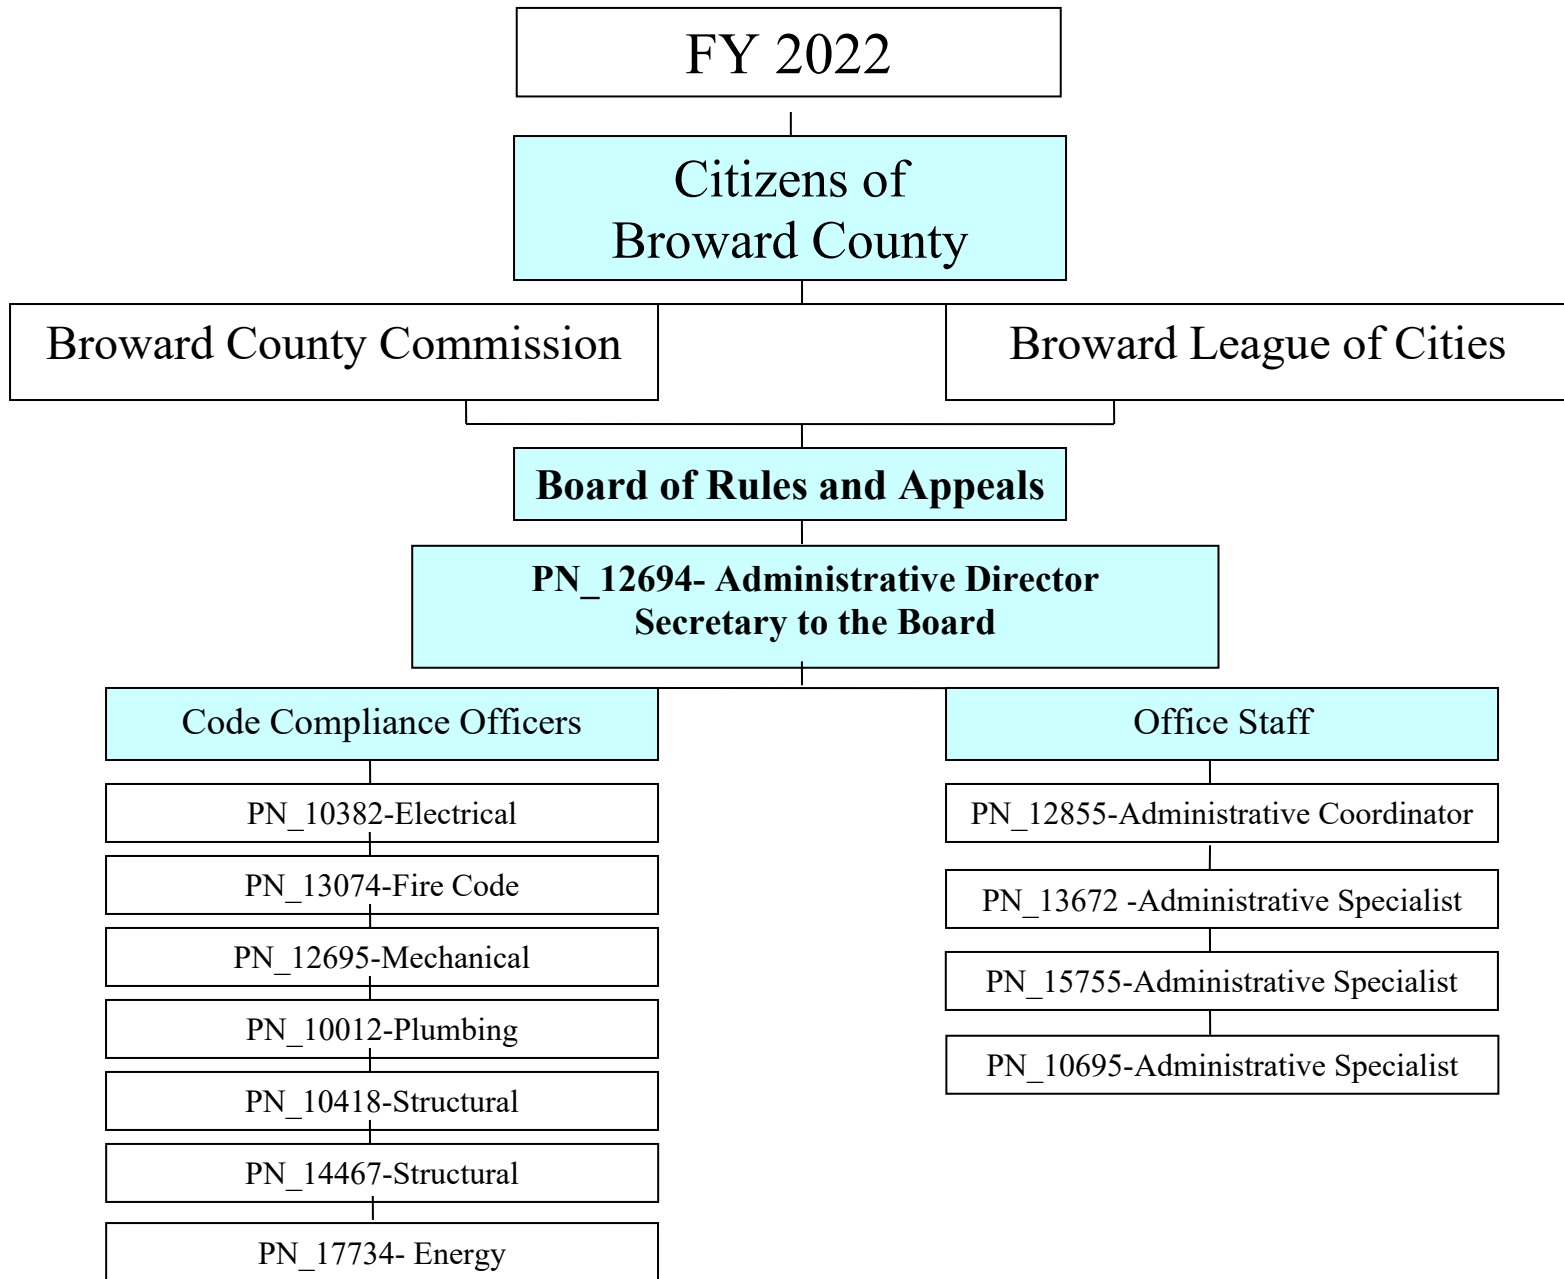 FY 2022
Citizens of
Broward County
Broward County Commission
Broward League of Cities
Board of Rules and Appeals
PN_12694- Administrative Director
Secretary to the Board
Code Compliance Officers
PN_10382-Electrical
PN_13074-Fire Code
PN_12695-Mechanical
PN_10012-Plumbing
PN_10418-Structural
PN_14467-Structural
PN_17734- Energy
Office Staff
PN_12855-Administrative Coordinator
PN_13672 -Administrative Specialist
PN_15755-Administrative Specialist
PN_10695-Administrative Specialist